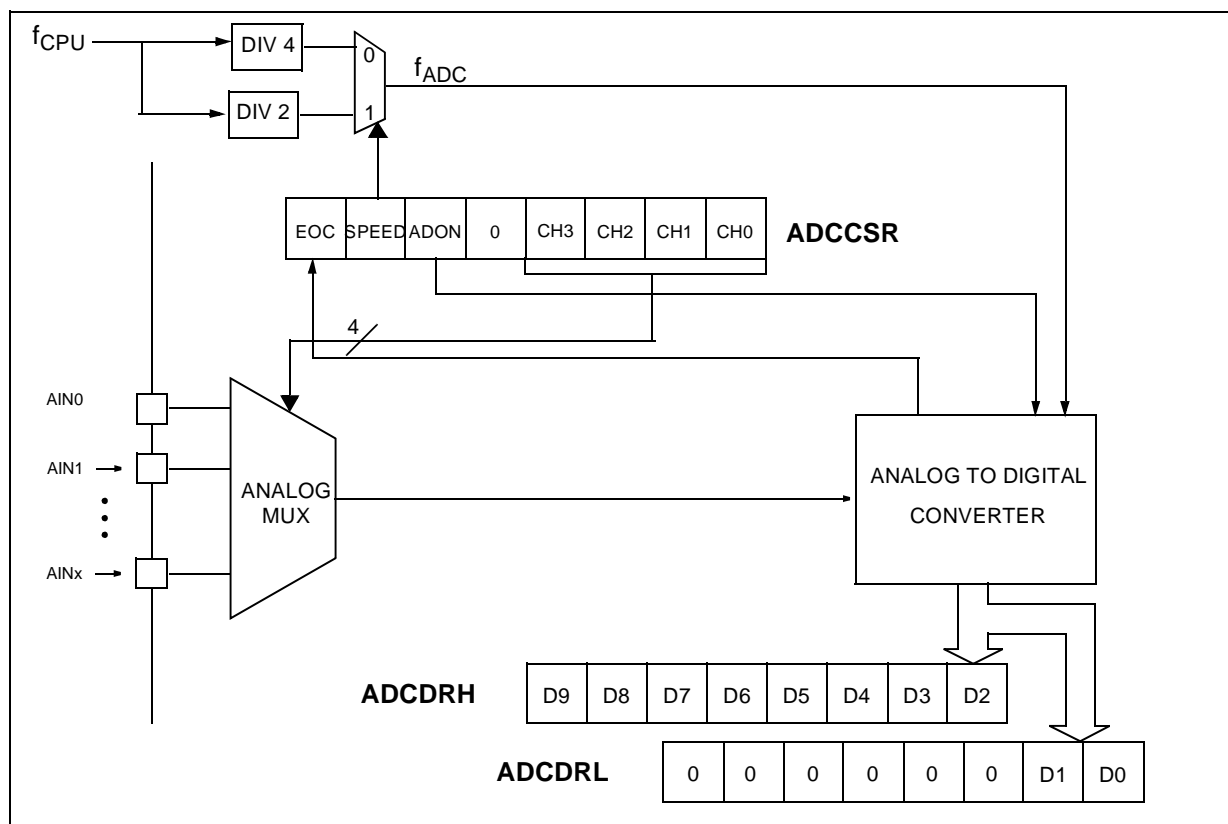 fCPU
DIV 4
0
fADC
DIV 2
1
EOC SPEED ADON 0 CH3 CH2 CH1 CH0 ADCCSR
4
AIN0
AIN1
ANALOG
MUX
ANALOG TO DIGITAL
CONVERTER
AINx
ADCDRH D9 D8 D7 D6 D5 D4 D3 D2
ADCDRL 0 0 0 0 0 0 D1 D0